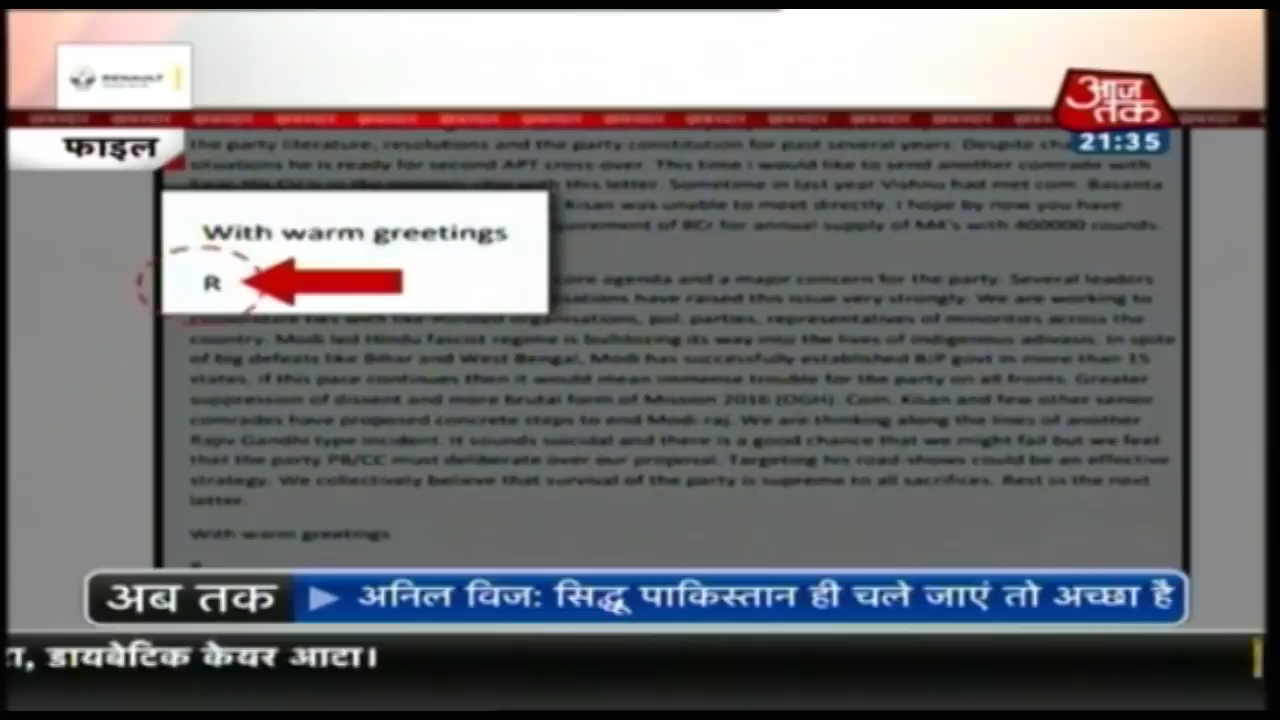 RENAULT
आज
तक
21:35
फाइल
the party literature, resolutions and the party constitution for past several years. Despite
situations he is ready for second APT cross over. This time I would like to send another comrade with
this letter. Sometime in last year Vishnu had met com. Basanta
With warm greetings
R
Kisan was unable to meet directly. I hope by now you have
requirement of 8Cr for annual supply of M4's with 400000 rounds.
core agenda and a major concern for the party. Several leaders
have raised this issue very strongly. We are working to
ties with like minded organisations, pol. parties, representatives of minorities across the
country. Modi led Hindu fascist regime is bulldozing its way into the lives of indigenous adivasis. In spite
of big defeats like Bihar and West Bengal, Modi has successfully established BJP govt in more than 15
states. If this pace continues then it would mean immense trouble for the party on all fronts. Greater
suppression of dissent and more brutal form of Mission 2016 (OGH). Com. Kisan and few other senior
comrades have proposed concrete steps to end Modi raj. We are thinking along the lines of another
Rajiv Gandhi type incident. It sounds suicidal and there is a good chance that we might fail but we feel
that the party PB/CC must deliberate over our proposal. Targeting his road-shows could be an effective
strategy. We collectively believe that survival of the party is supreme to all sacrifices. Rest in the next
letter.
With warm greetings
अब तक
अनिल विज: सिद्धू पाकिस्तान ही चले जाएं तो अच्छा है
डायबेटिक केयर आटा।